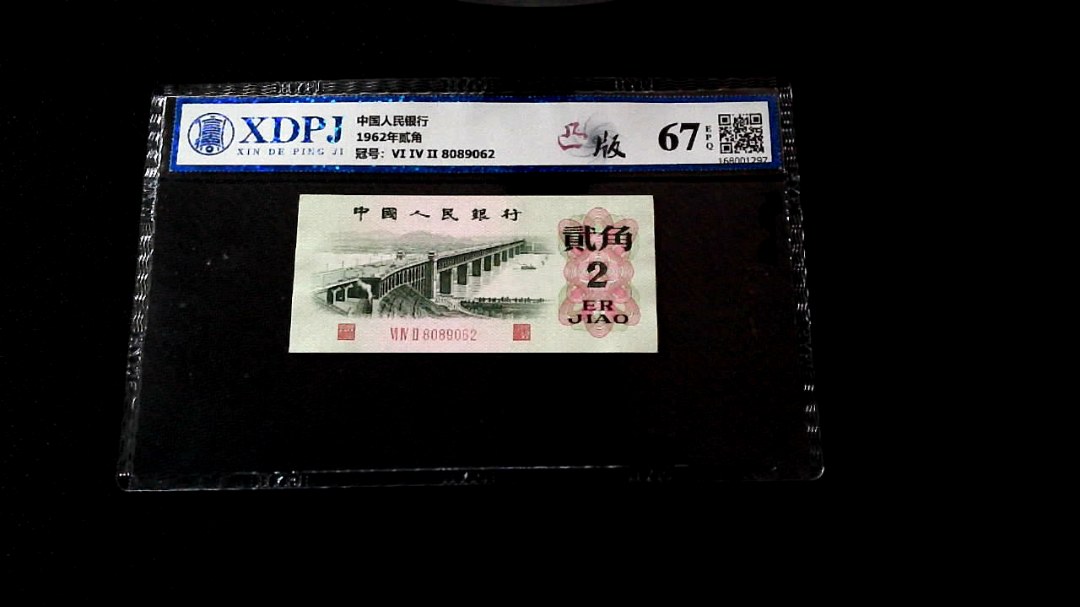 XDPJ
XIN DE PING JI
中国人民银行
1962年贰角
冠号: VI IV II 8089062
凸版
67
EPQ
168001297
中國人民銀行
貳角
2
ER
JIAO
VI IV II 8089062